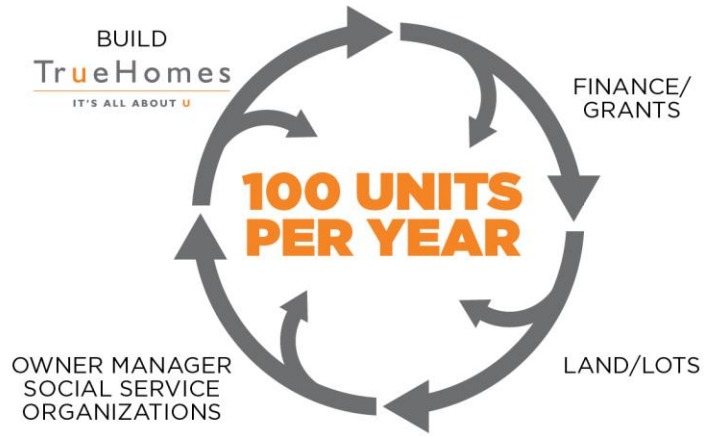 BUILD
TrueHomes
IT'S ALL ABOUT U
FINANCE/
GRANTS
100 UNITS
PER YEAR
OWNER MANAGER
SOCIAL SERVICE
ORGANIZATIONS
LAND/LOTS